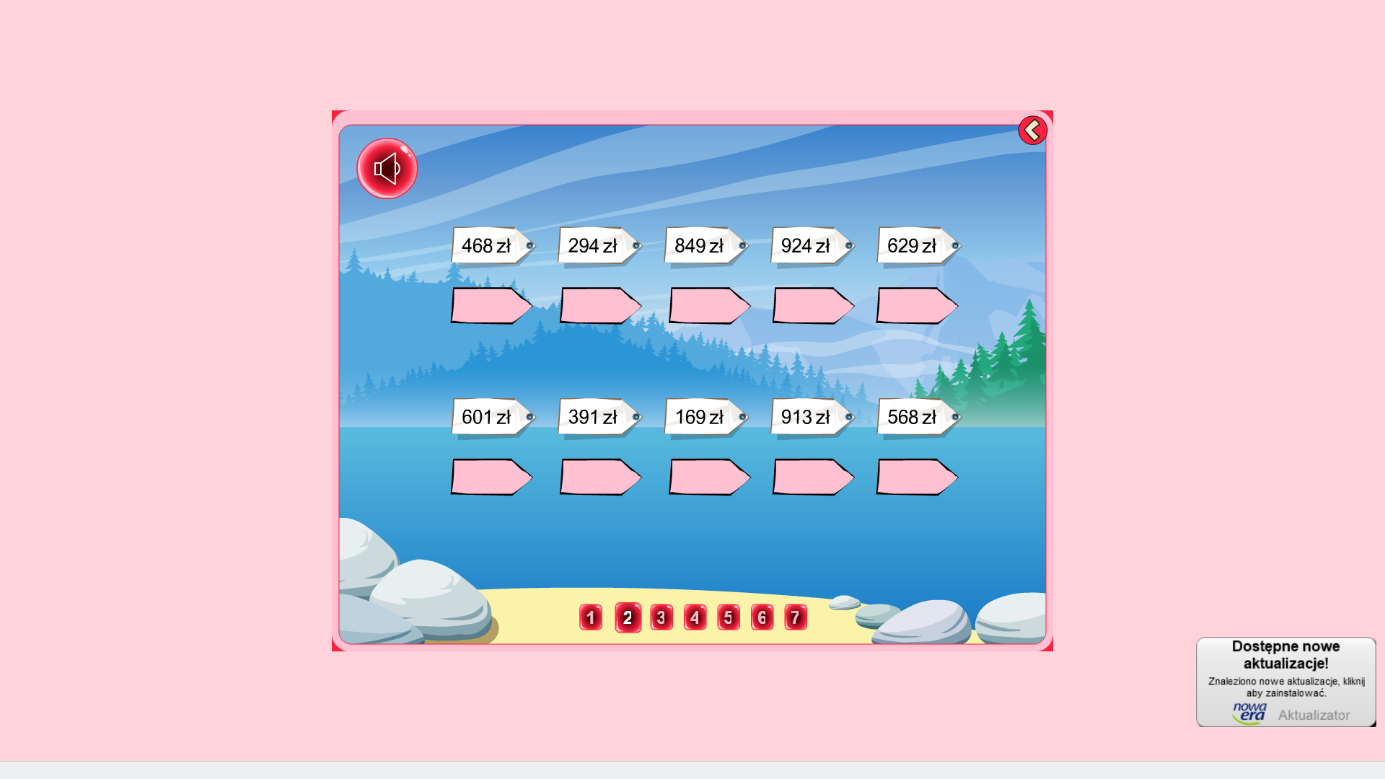 468 zł 294 zł 849 zł 924 zł 629 zł
601 zł 391 zł 169 zł 913 zł 568 zł
1 2 3 4 5 6 7
Dostępne nowe
aktualizacje!
Znaleziono nowe aktualizacje, kliknij
aby zainstalować.
nowa
era Aktualizator